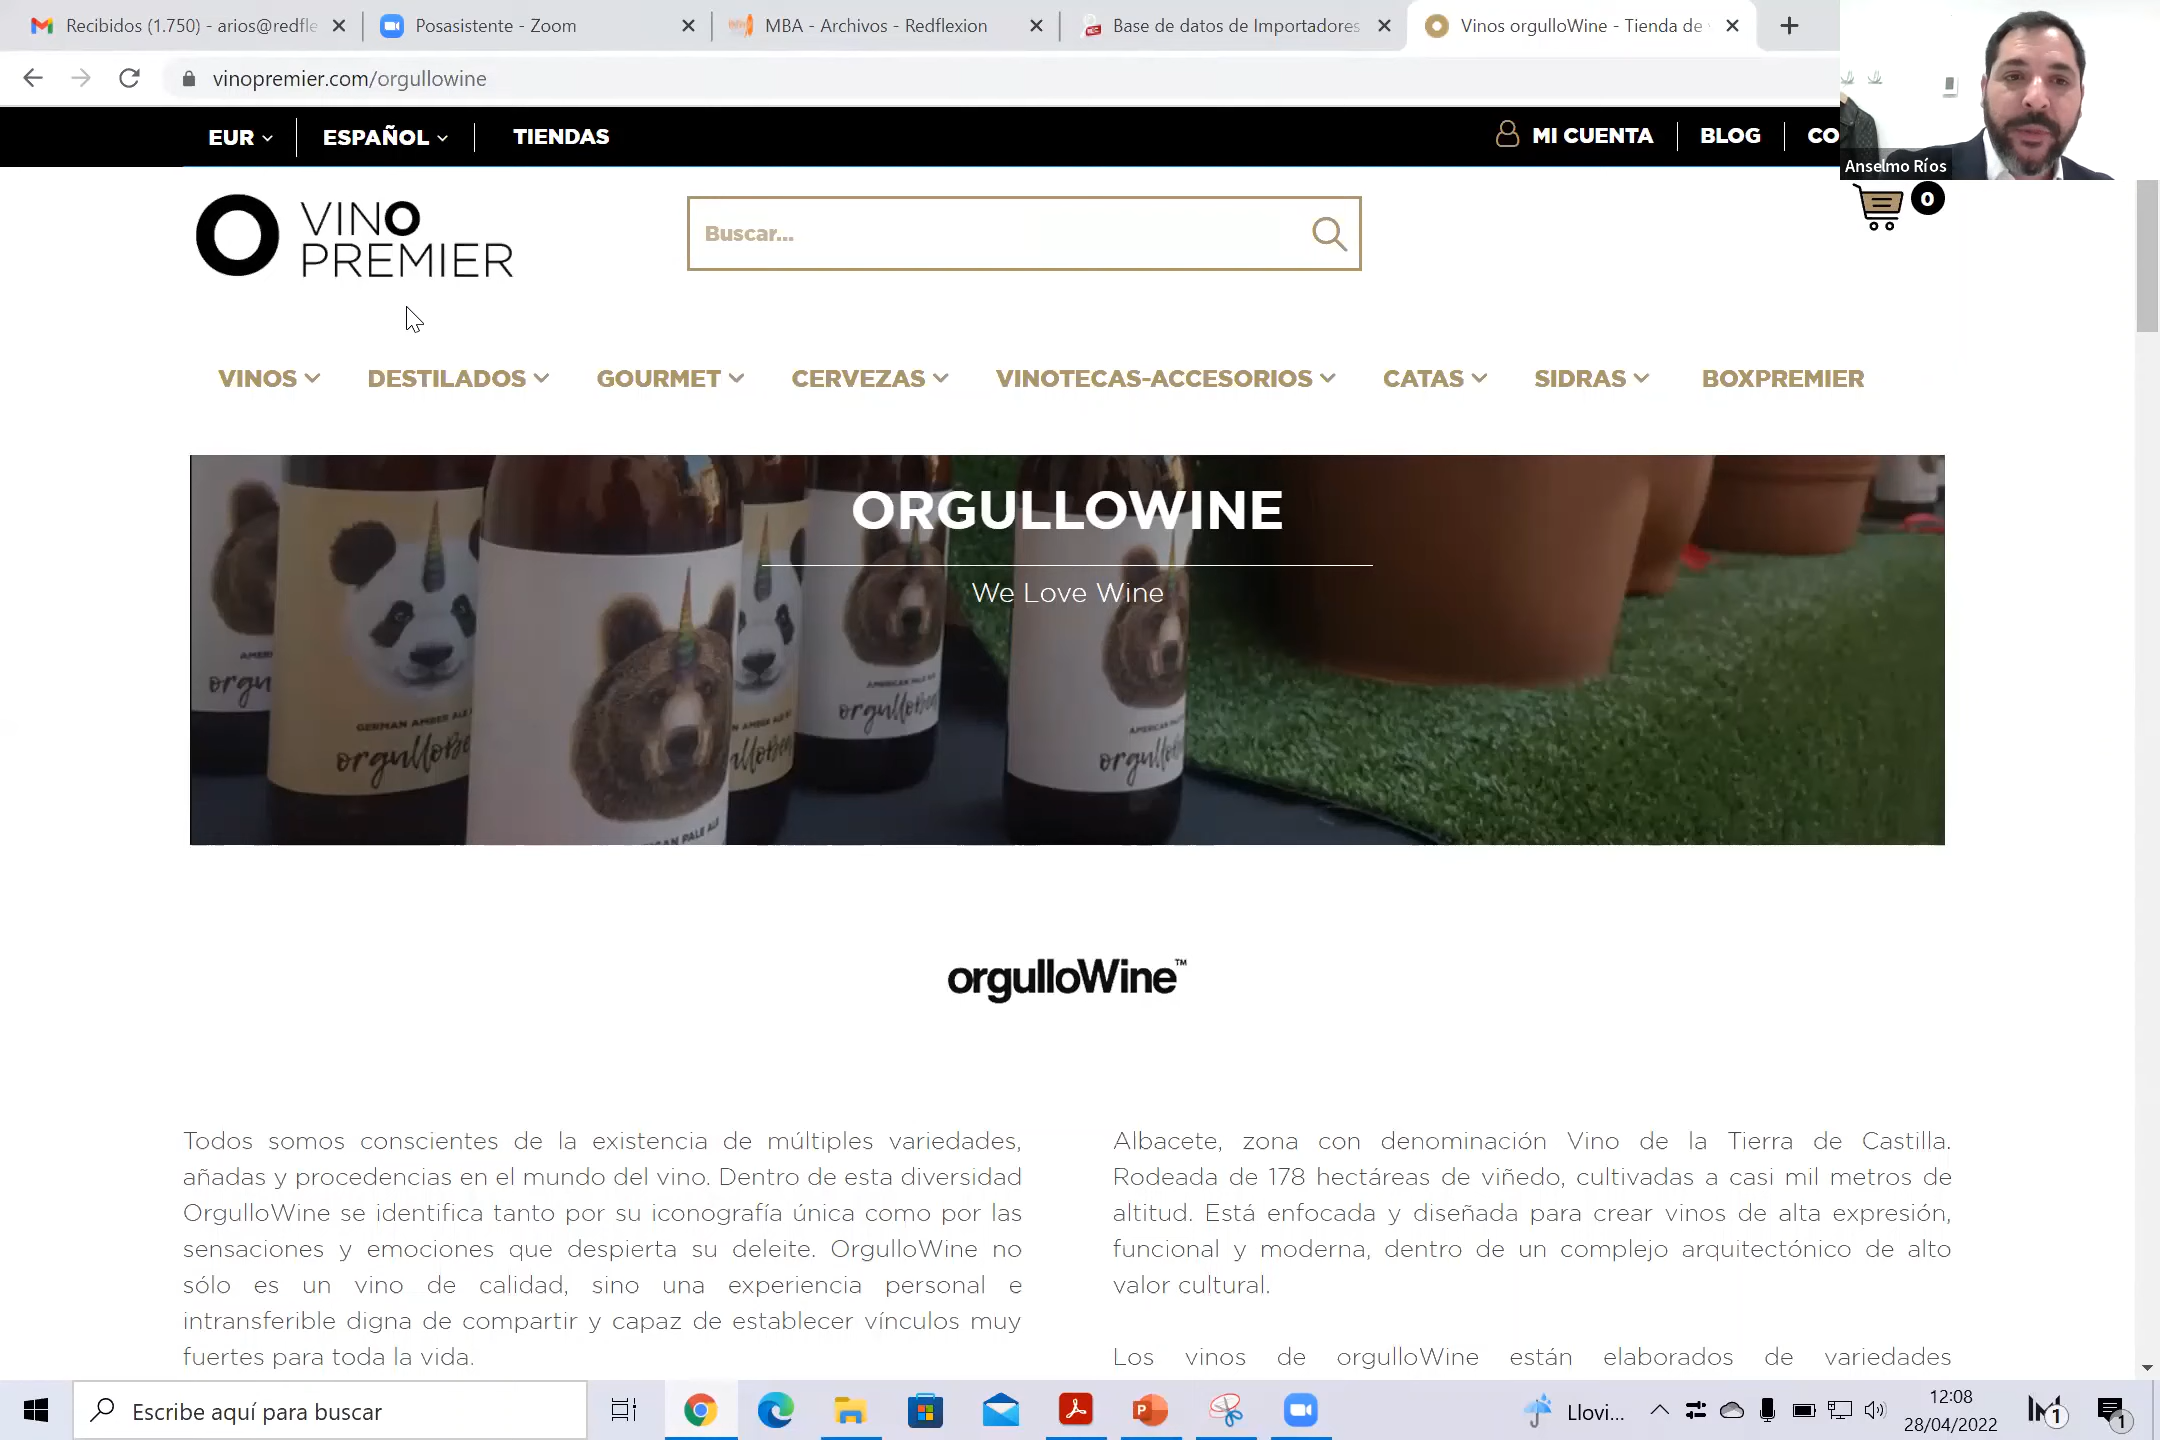 Recibidos (1.750) - arios@redfle
Posasistente - Zoom
MBA - Archivos - Redflexion
Base de datos de Importadores
Vinos orgulloWine - Tienda de
vinopremier.com/orgullowine
EUR
ESPAÑOL
TIENDAS
MI CUENTA
BLOG
CO
Anselmo Ríos
VINO
PREMIER
Buscar...
0
VINOS
DESTILADOS
GOURMET
CERVEZAS
VINOTECAS-ACCESORIOS
CATAS
SIDRAS
BOXPREMIER
ORGULLOWINE
We Love Wine
AMERICAN PALE ALE
GERMAN AMBER ALE
orgulloBe
orgulloWine™
Todos somos conscientes de la existencia de múltiples variedades,
añadas y procedencias en el mundo del vino. Dentro de esta diversidad
OrgulloWine se identifica tanto por su iconografía única como por las
sensaciones y emociones que despierta su deleite. OrgulloWine no
sólo es un vino de calidad, sino una experiencia personal e
intransferible digna de compartir y capaz de establecer vínculos muy
fuertes para toda la vida.
Albacete, zona con denominación Vino de la Tierra de Castilla.
Rodeada de 178 hectáreas de viñedo, cultivadas a casi mil metros de
altitud. Está enfocada y diseñada para crear vinos de alta expresión,
funcional y moderna, dentro de un complejo arquitectónico de alto
valor cultural.
Los vinos de orgulloWine están elaborados de variedades
Escribe aquí para buscar
Llovi...
12:08
28/04/2022
1
1